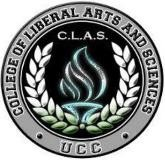 COLLEGE OF LIBERAL ARTS AND SCIENCES
C.L.A.S.
· UCC ·